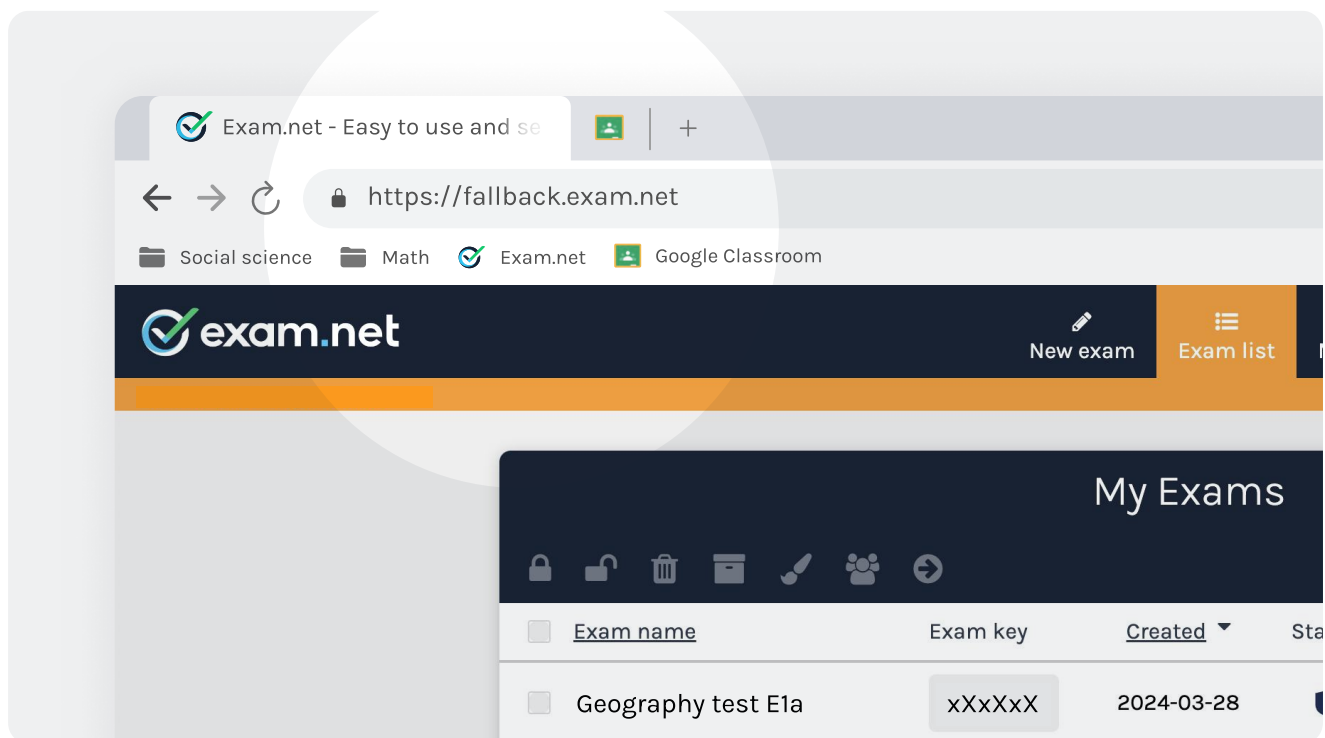 Exam.net - Easy to use and se
https://fallback.exam.net
Social science Math Exam.net Google Classroom
exam.net
New exam Exam list
My Exams
Exam name Exam key Created Sta
Geography test E1a xXxXxX 2024-03-28